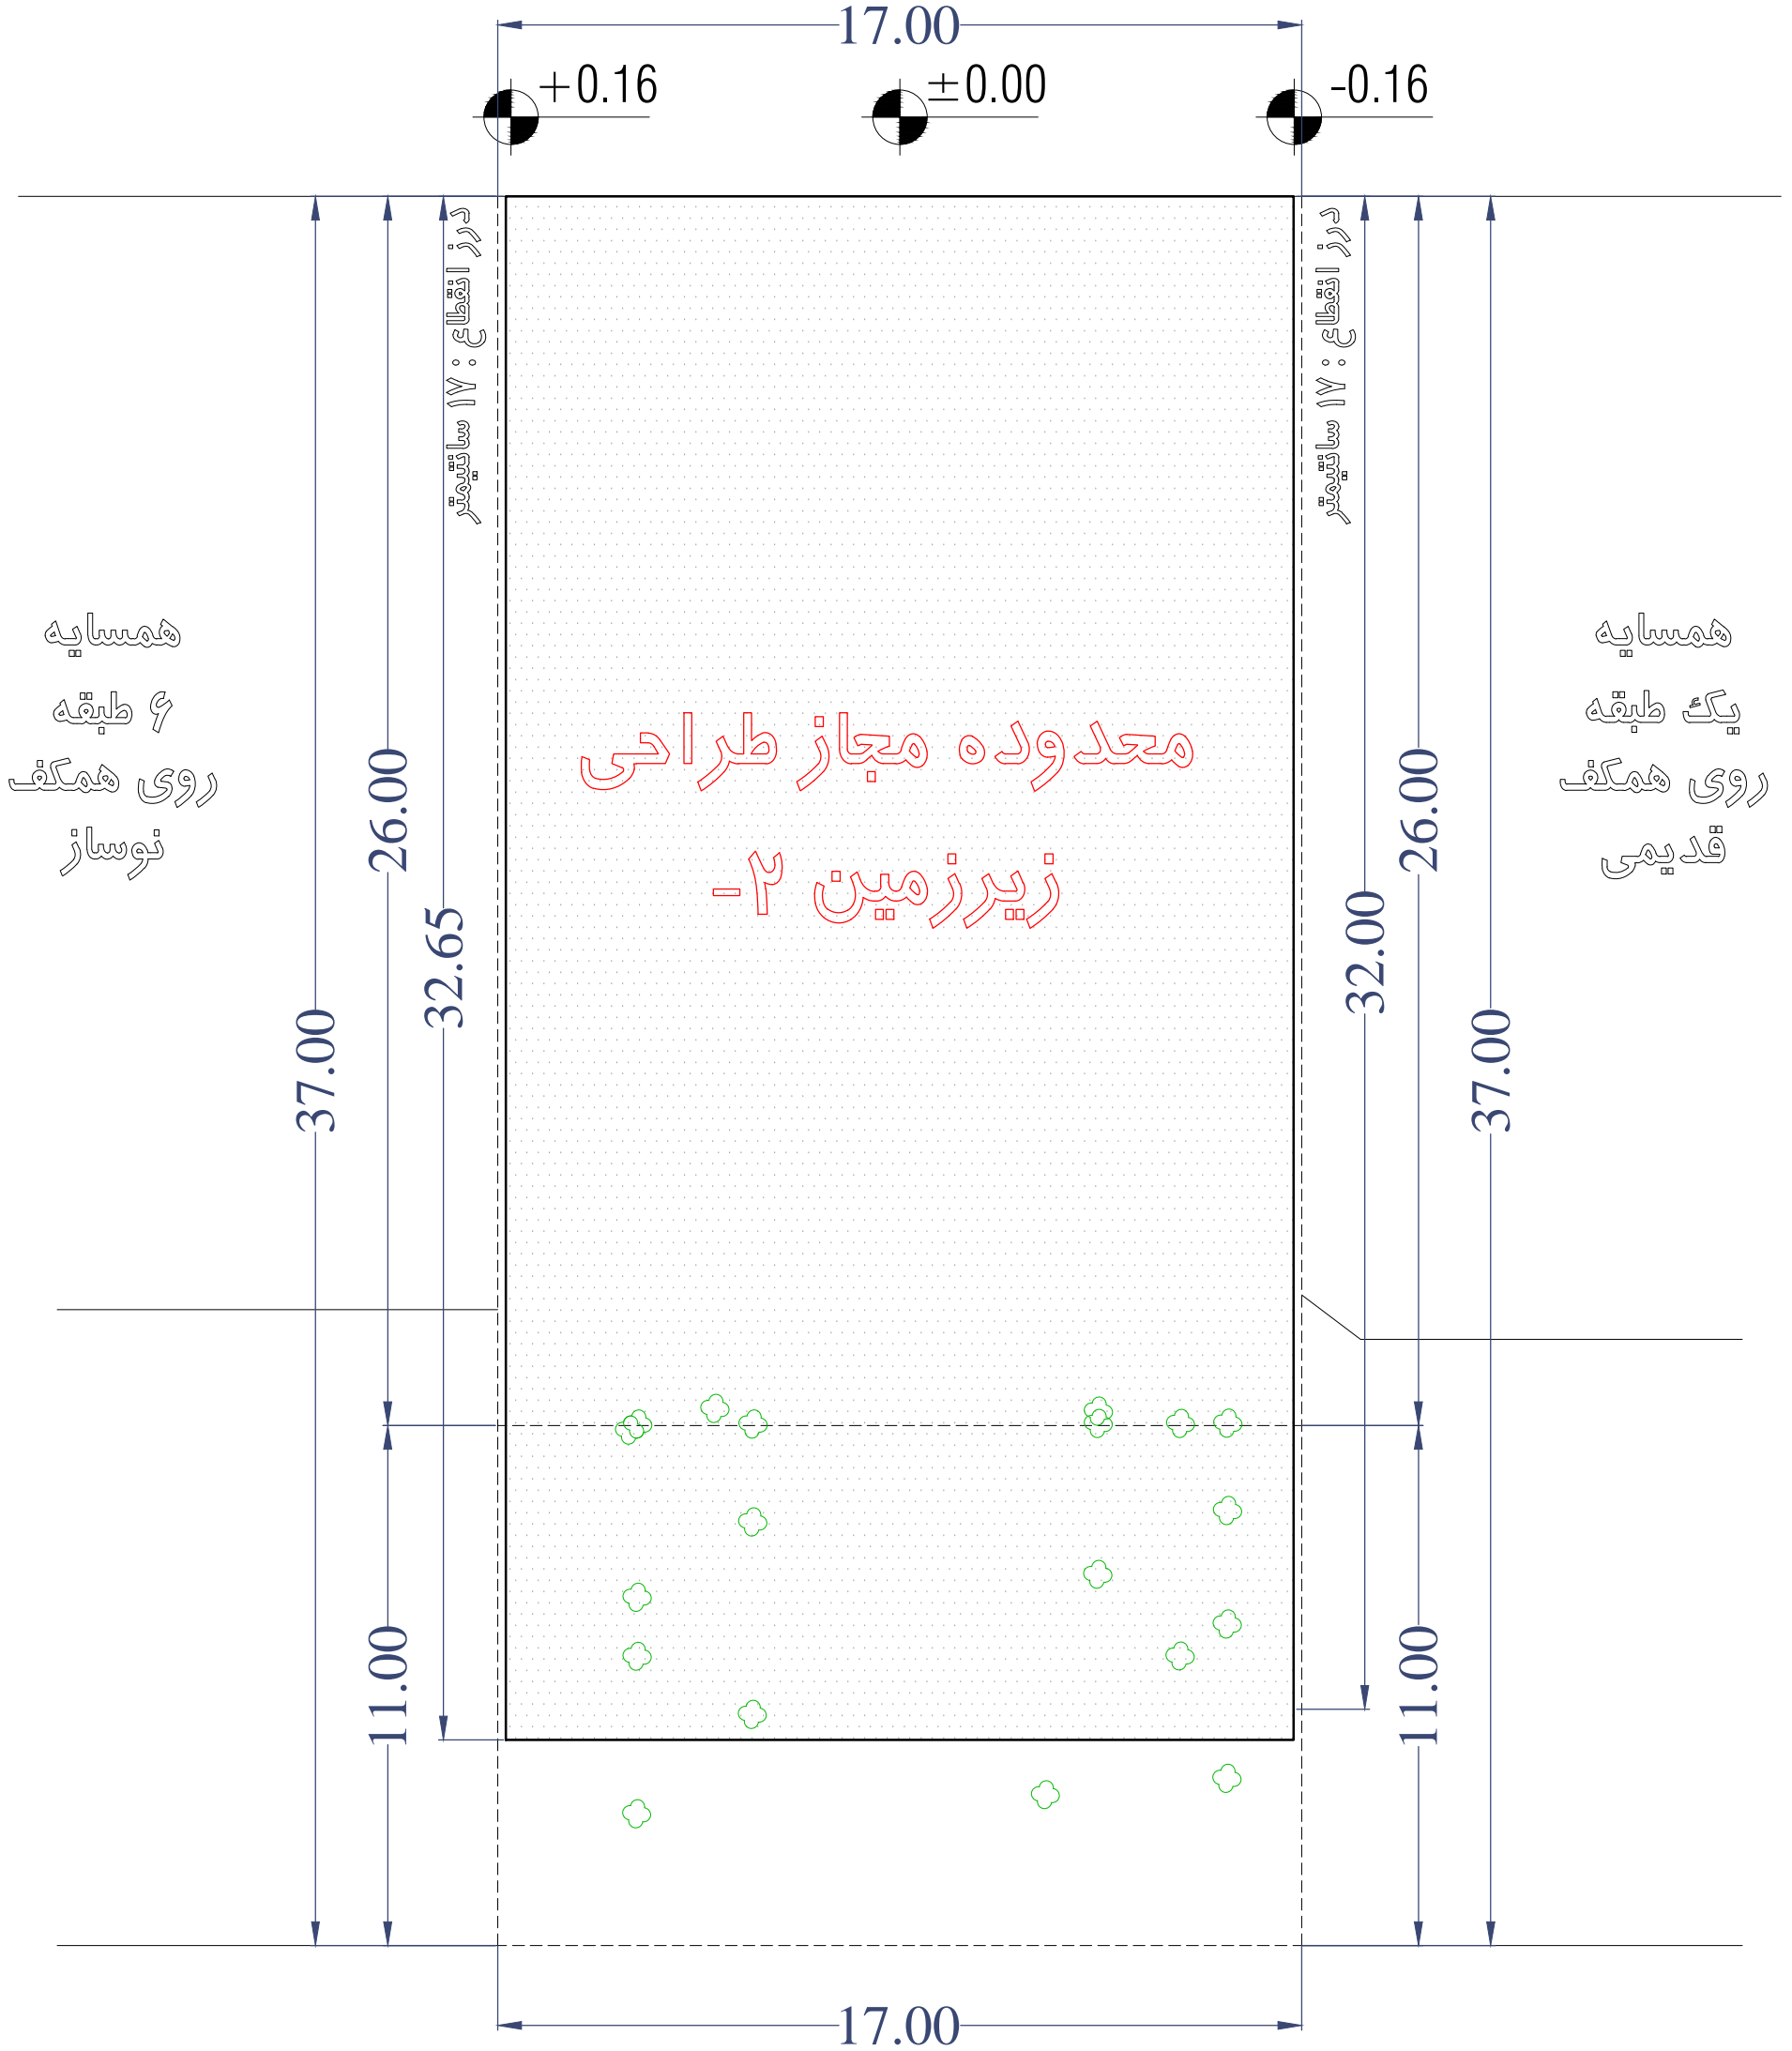 17.00
+0.16
±0.00
-0.16
درز انقطاع : ۱۷ سانتیمتر
درز انقطاع : ۱۷ سانتیمتر
همسایه
۶ طبقه
روی همکف
نوساز
همسایه
یک طبقه
روی همکف
قدیمی
محدوده مجاز طراحی
زیرزمین ۲-
37.00
26.00
32.65
11.00
32.00
26.00
37.00
11.00
17.00